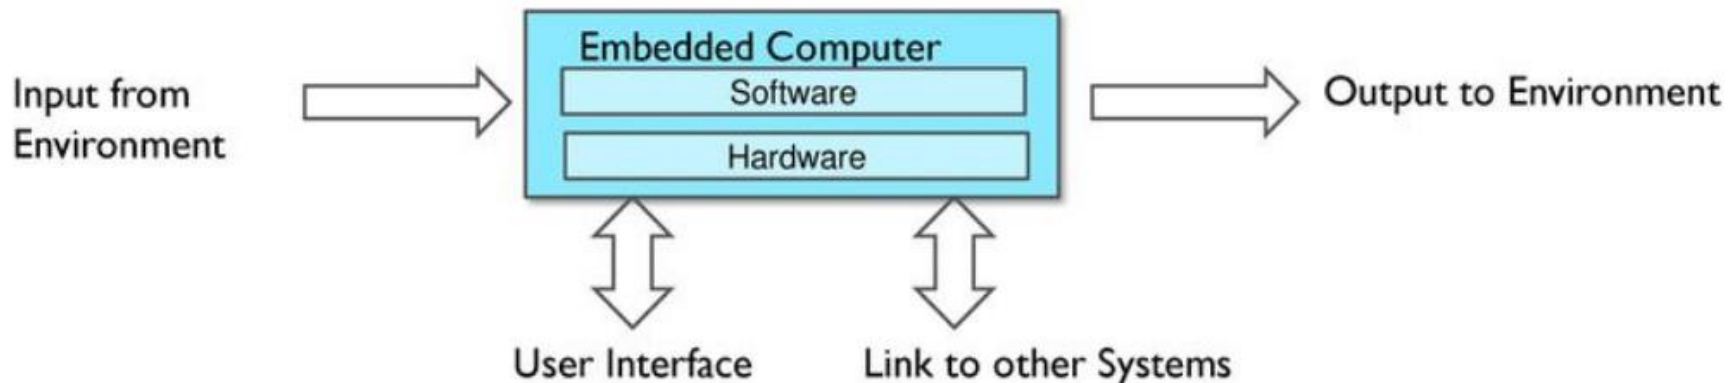 Embedded Computer
Software
Hardware
Input from
Environment
Output to Environment
User Interface
Link to other Systems